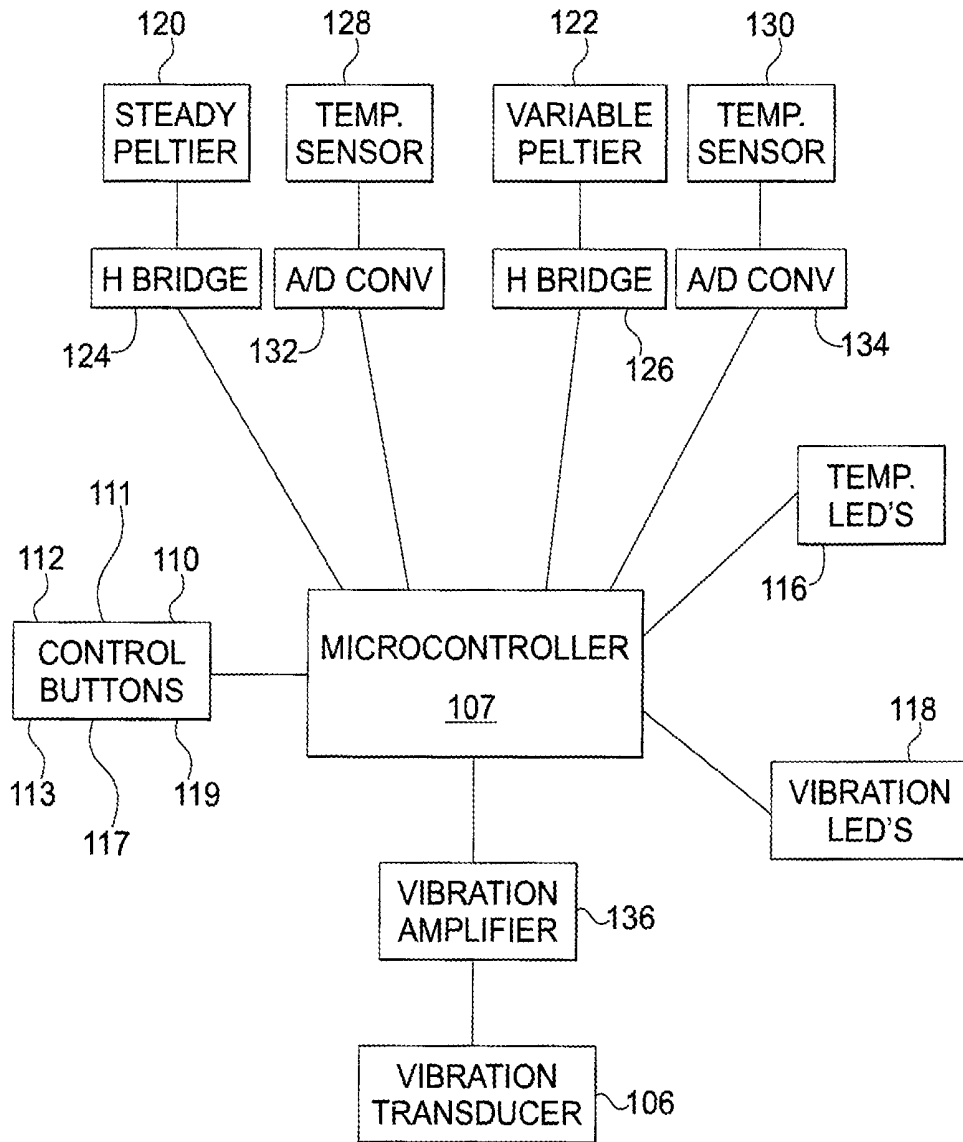 120
128
122
130
STEADY
PELTIER
TEMP.
SENSOR
VARIABLE
PELTIER
TEMP.
SENSOR
H BRIDGE
A/D CONV
H BRIDGE
A/D CONV
124
132
126
134
TEMP.
LED'S
116
111
112
110
CONTROL
BUTTONS
113
117
119
MICROCONTROLLER
107
118
VIBRATION
LED'S
VIBRATION
AMPLIFIER
136
VIBRATION
TRANSDUCER
106